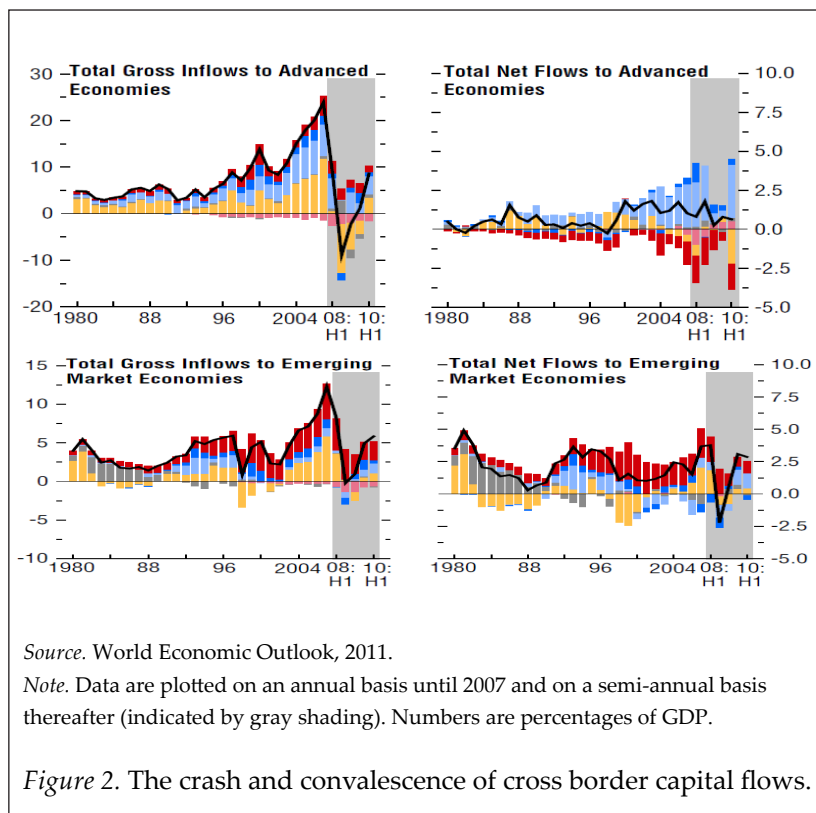 Total Gross Inflows to Advanced
Economies
30
20
10
0
-10
-20
1980 88 96 2004 08: 10:
H1 H1
Total Net Flows to Advanced
Economies
10.0
7.5
5.0
2.5
0.0
-2.5
-5.0
1980 88 96 2004 08: 10:
H1 H1
Total Gross Inflows to Emerging
Market Economies
15
10
5
0
-5
-10
1980 88 96 2004 08: 10:
H1 H1
Total Net Flows to Emerging
Market Economies
10.0
7.5
5.0
2.5
0.0
-2.5
-5.0
1980 88 96 2004 08: 10:
H1 H1
Source. World Economic Outlook, 2011.
Note. Data are plotted on an annual basis until 2007 and on a semi-annual basis
thereafter (indicated by gray shading). Numbers are percentages of GDP.
Figure 2. The crash and convalescence of cross border capital flows.